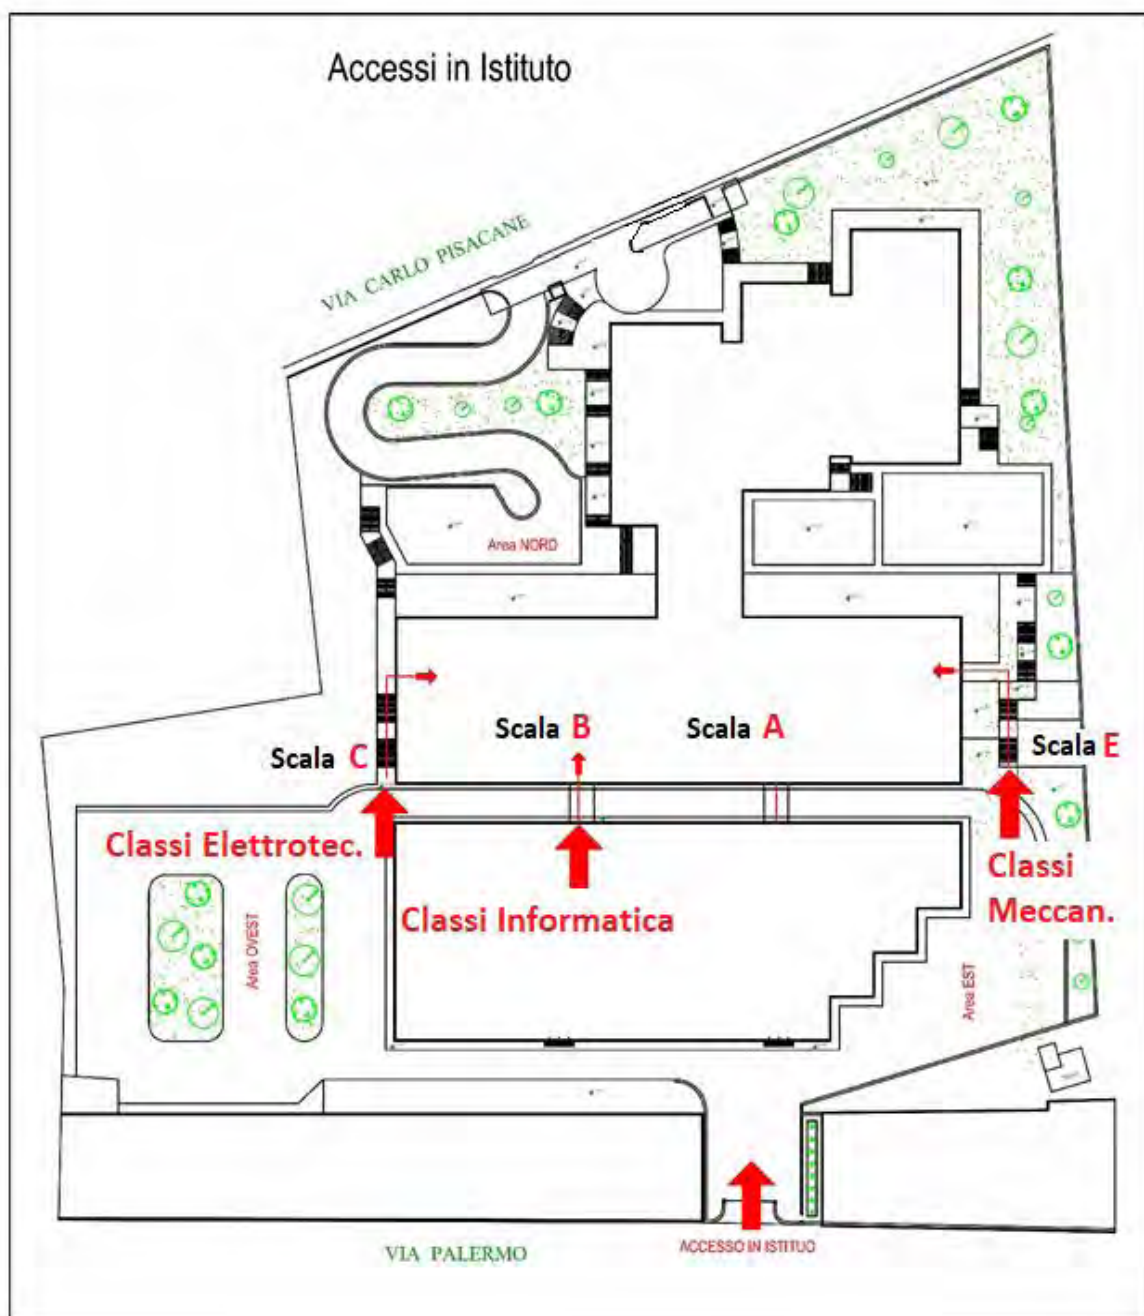 Accessi in Istituto
VIA CARLO PISACANE
Area NORD
Scala B
Scala A
Scala C
Scala E
Classi Elettrotec.
Classi Informatica
Classi
Meccan.
Area OVEST
Area EST
VIA PALERMO
ACCESSO IN ISTITUO